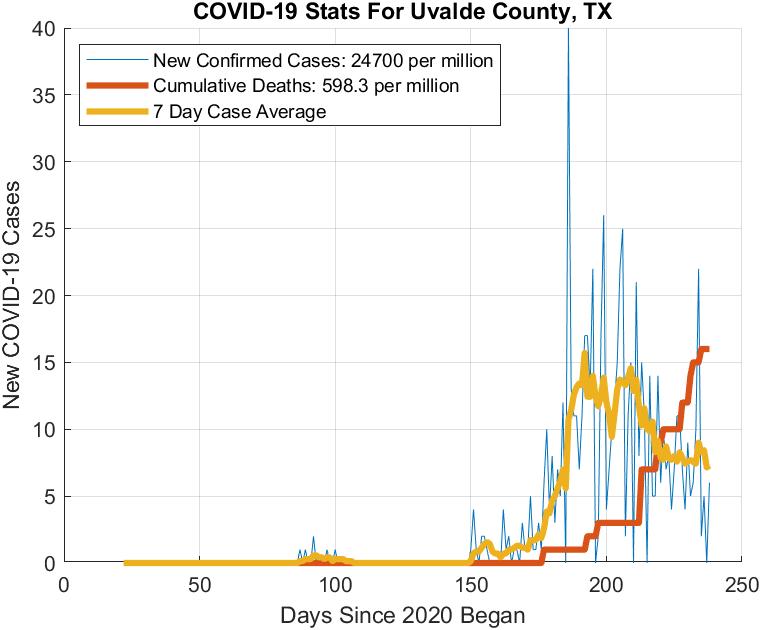 COVID-19 Stats For Uvalde County, TX
New Confirmed Cases: 24700 per million
Cumulative Deaths: 598.3 per million
7 Day Case Average
New COVID-19 Cases
40
35
30
25
20
15
10
5
0
0 50 100 150 200 250
Days Since 2020 Began